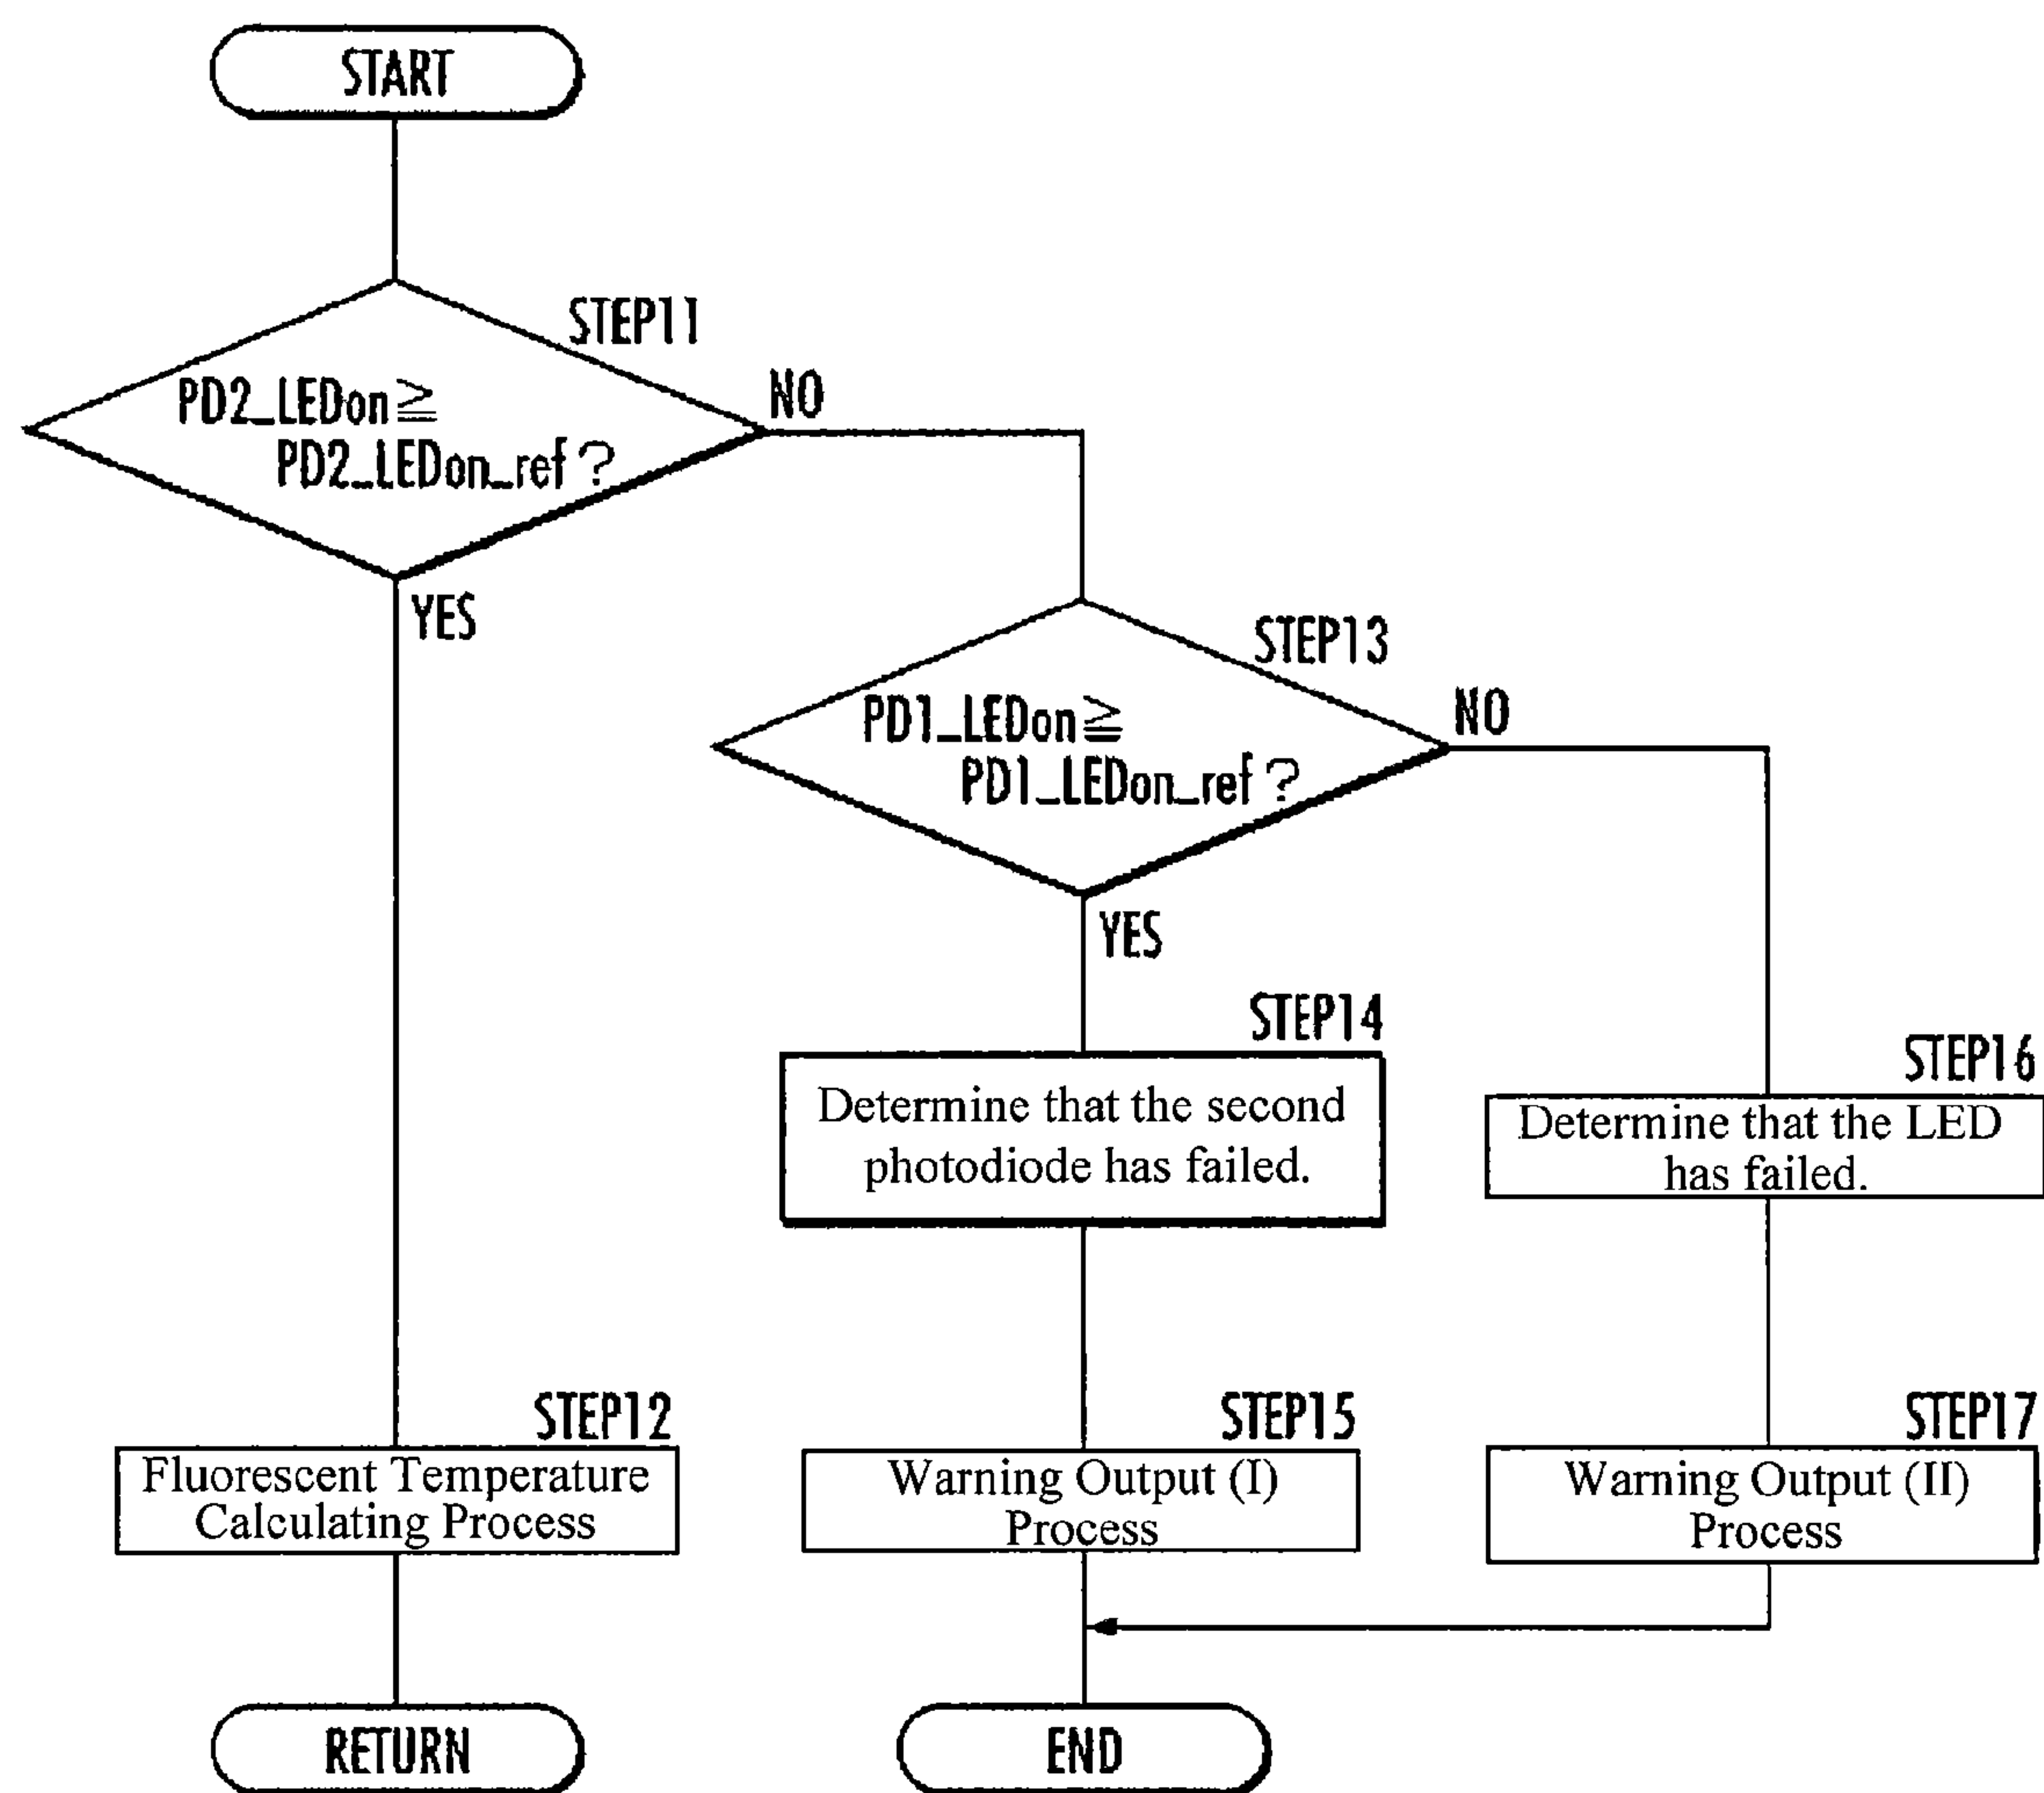 START
STEP11
PD2_LEDon≧
PD2_LEDon_ref?
NO
YES
STEP13
PD1_LEDon≧
PD1_LEDon_ref?
NO
YES
STEP14
Determine that the second
photodiode has failed.
STEP16
Determine that the LED
has failed.
STEP12
Fluorescent Temperature
Calculating Process
STEP15
Warning Output (I)
Process
STEP17
Warning Output (II)
Process
RETURN
END